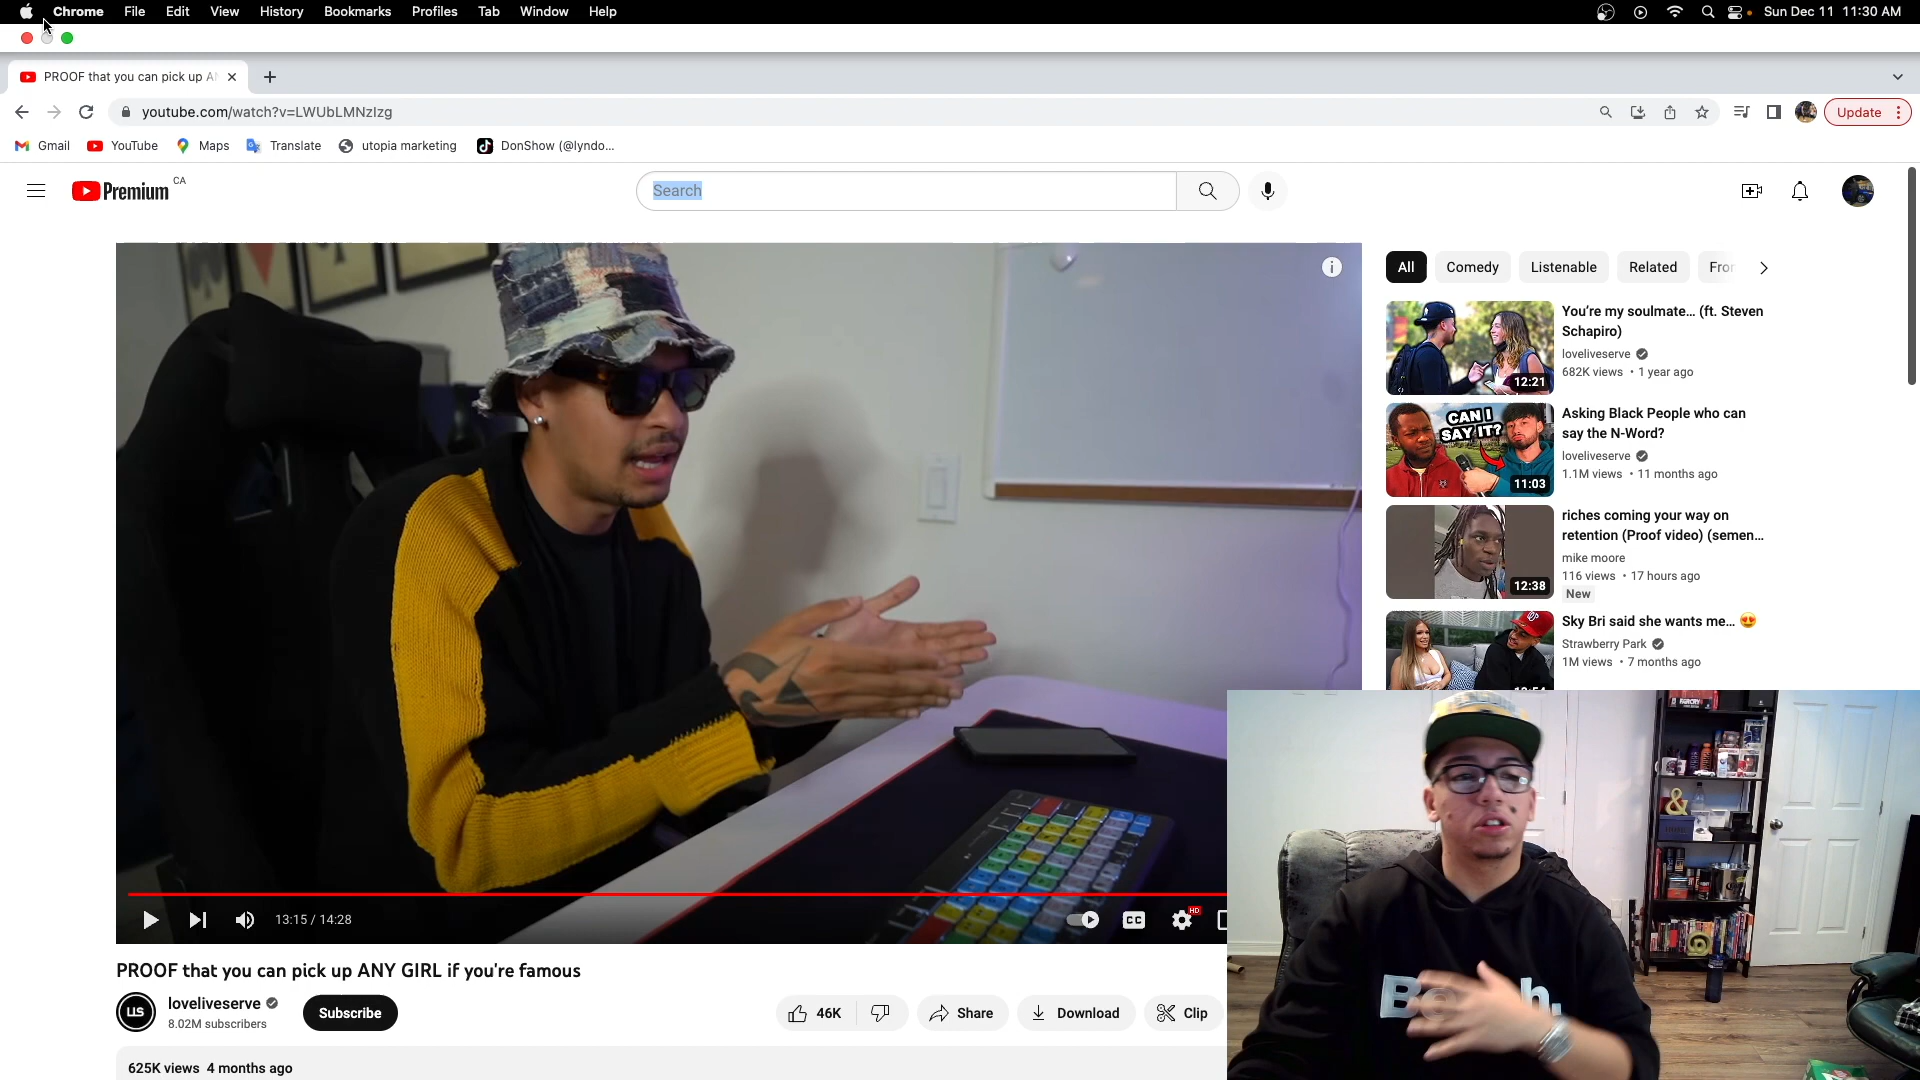 Chrome File Edit View History Bookmarks Profiles Tab Window Help Sun Dec 11 11:30 AM
PROOF that you can pick up
youtube.com/watch?v=LWUbLMNzIzg Update
Gmail YouTube Maps Translate utopia marketing DonShow (@lyndo...
Premium CA Search
All Comedy Listenable Related
You're my soulmate... (ft. Steven
Schapiro)
loveliveserve
682K views • 1 year ago
12:21
CAN I
SAY IT?
11:03
Asking Black People who can
say the N-Word?
loveliveserve
1.1M views • 11 months ago
12:38
riches coming your way on
retention (Proof video) (semen...
mike moore
116 views • 17 hours ago
New
Sky Bri said she wants me... 😍
Strawberry Park
1M views • 7 months ago
13:15 / 14:28
CC HD
PROOF that you can pick up ANY GIRL if you're famous
LLS
loveliveserve
8.02M subscribers
Subscribe
46K Share Download Clip
625K views 4 months ago
&